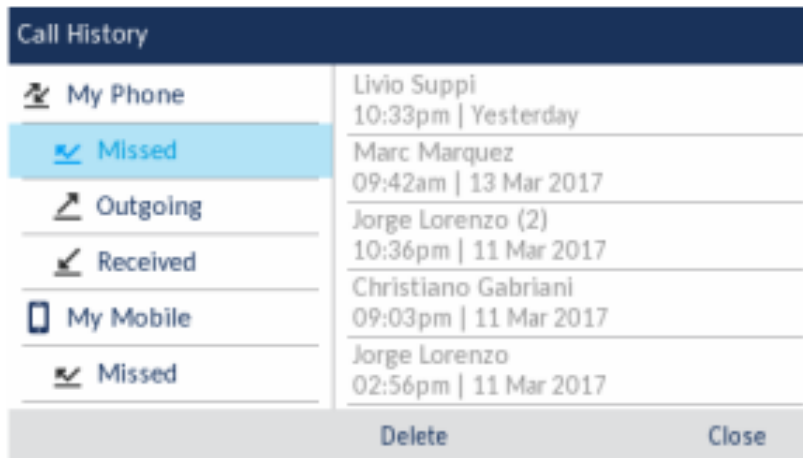 Call History
My Phone
Missed
Outgoing
Received
My Mobile
Missed
Livio Suppi
10:33pm | Yesterday
Marc Marquez
09:42am | 13 Mar 2017
Jorge Lorenzo (2)
10:36pm | 11 Mar 2017
Christiano Gabriani
09:03pm | 11 Mar 2017
Jorge Lorenzo
02:56pm | 11 Mar 2017
Delete
Close